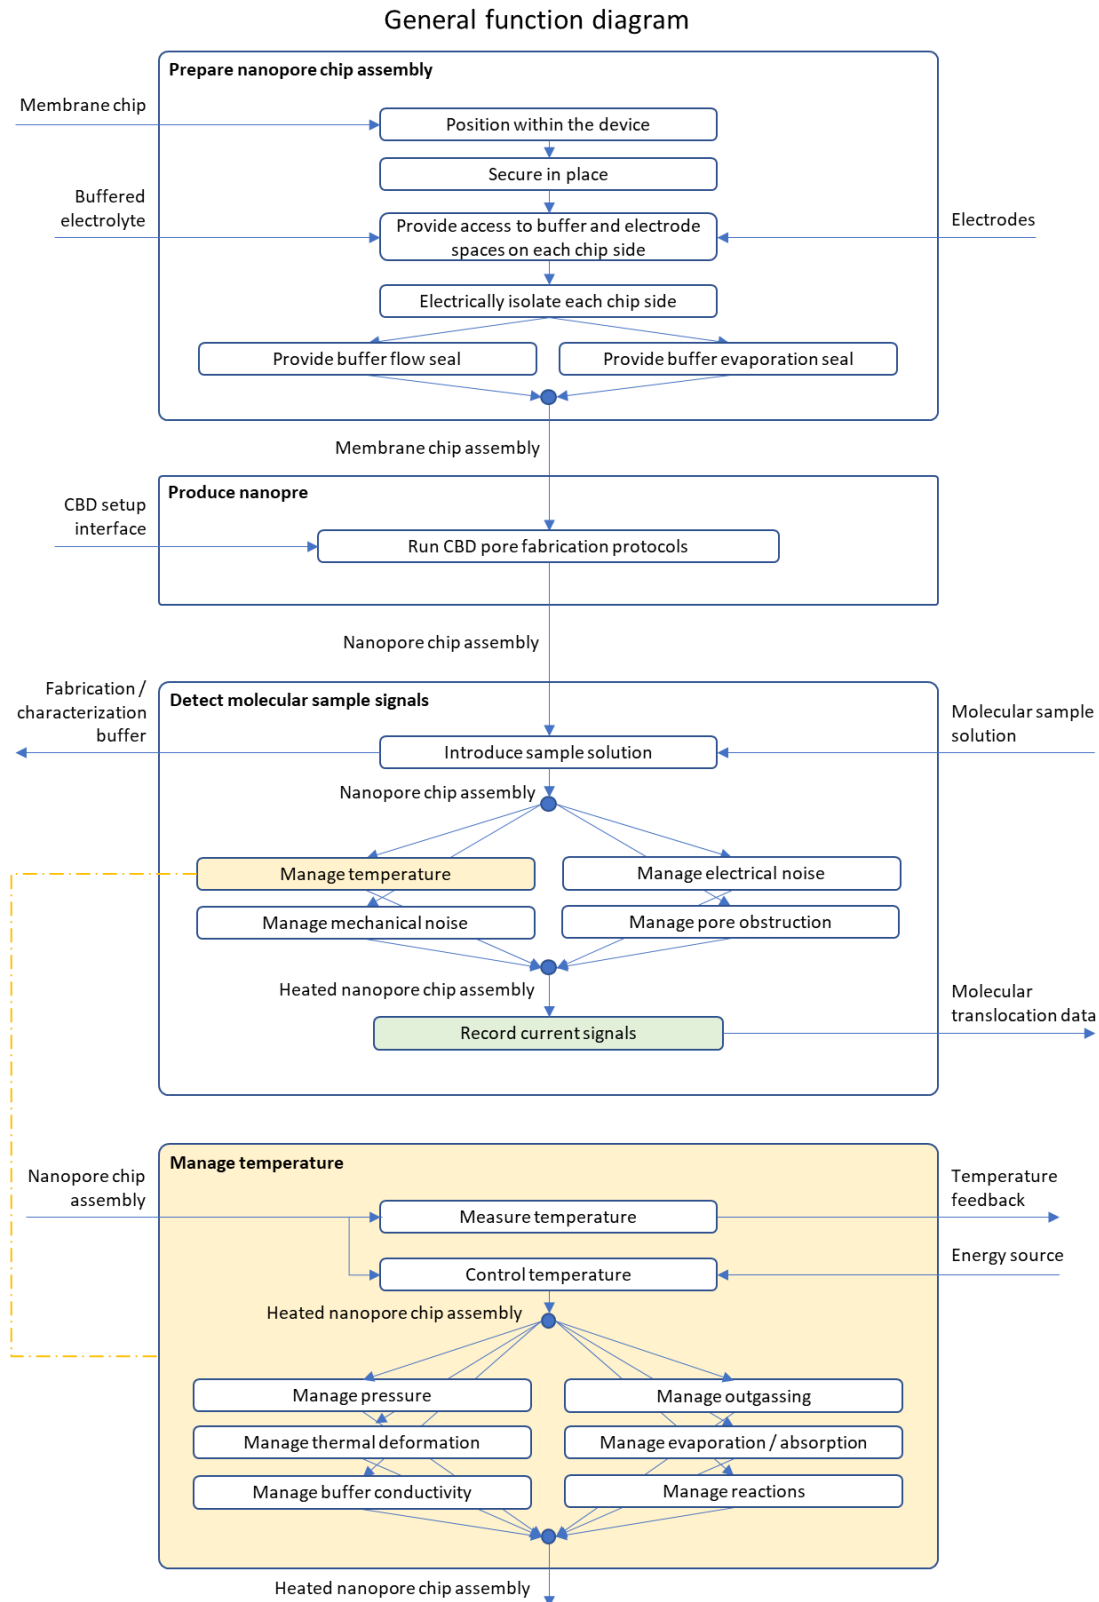 General function diagram
Prepare nanopore chip assembly
Membrane chip
Position within the device
Secure in place
Buffered
electrolyte
Provide access to buffer and electrode
spaces on each chip side
Electrodes
Electrically isolate each chip side
Provide buffer flow seal
Provide buffer evaporation seal
Membrane chip assembly
Produce nanopre
CBD setup
interface
Run CBD pore fabrication protocols
Nanopore chip assembly
Fabrication /
characterization
buffer
Detect molecular sample signals
Molecular sample
solution
Introduce sample solution
Nanopore chip assembly
Manage temperature
Manage electrical noise
Manage mechanical noise
Manage pore obstruction
Heated nanopore chip assembly
Molecular
translocation data
Record current signals
Manage temperature
Nanopore chip
assembly
Temperature
feedback
Measure temperature
Energy source
Control temperature
Heated nanopore chip assembly
Manage pressure
Manage outgassing
Manage thermal deformation
Manage evaporation / absorption
Manage buffer conductivity
Manage reactions
Heated nanopore chip assembly